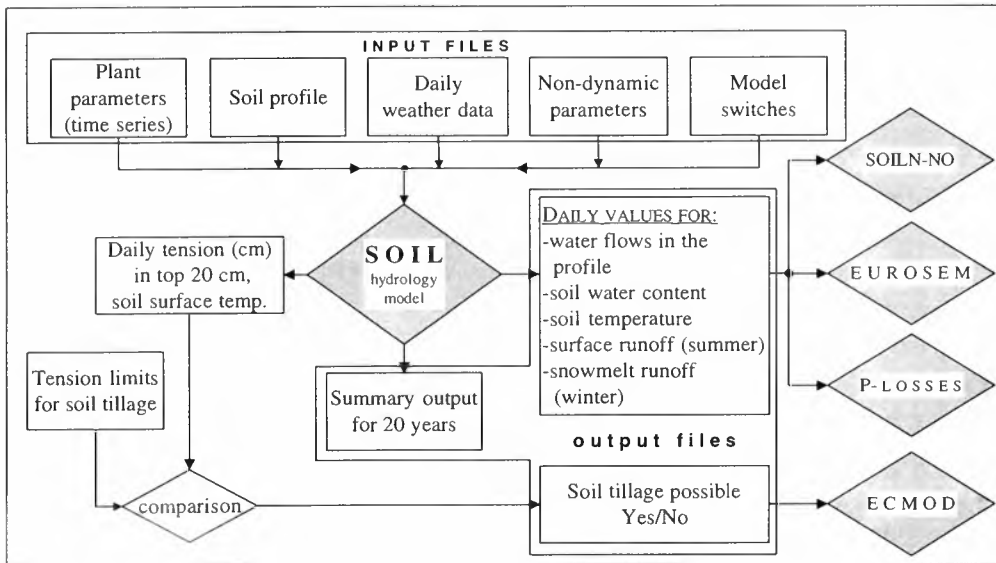 INPUT FILES
Plant
parameters
(time series)
Soil profile
Daily
weather data
Non-dynamic
parameters
Model
switches
SOILN-NO
Daily tension (cm)
in top 20 cm,
soil surface temp.
SOIL
hydrology
model
DAILY VALUES FOR:
-water flows in the
profile
-soil water content
-soil temperature
-surface runoff (summer)
-snowmelt runoff
(winter)
EUROSEM
Tension limits
for soil tillage
Summary output
for 20 years
P-LOSSES
output files
comparison
Soil tillage possible
Yes/No
ECMOD